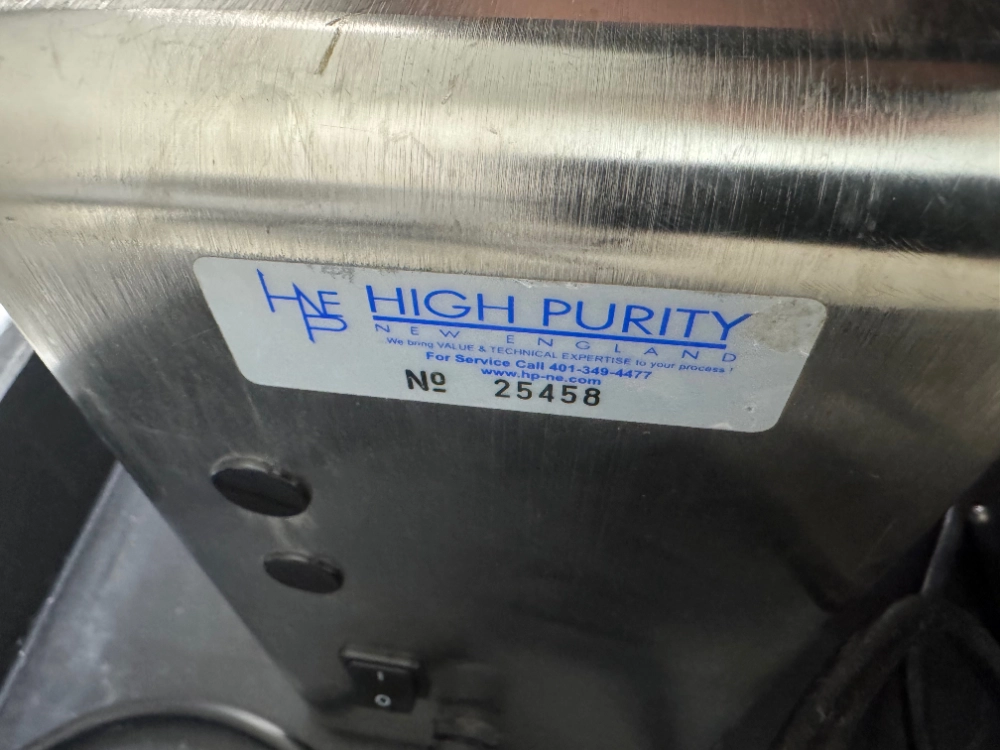 HNEP HIGH PURITY
NEW ENGLAND
We bring VALUE & TECHNICAL EXPERTISE to your process !
For Service Call 401-349-4477
www.hp-ne.com
Nº 25458
– O